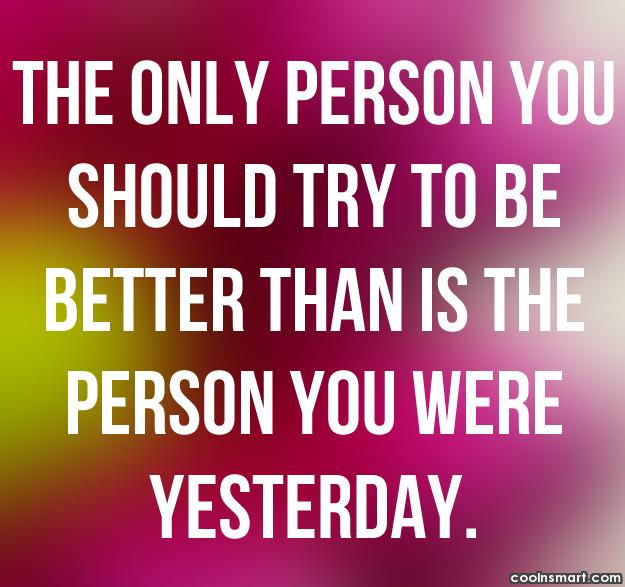 THE ONLY PERSON YOU
SHOULD TRY TO BE
BETTER THAN IS THE
PERSON YOU WERE
YESTERDAY.
coolnsmart.com